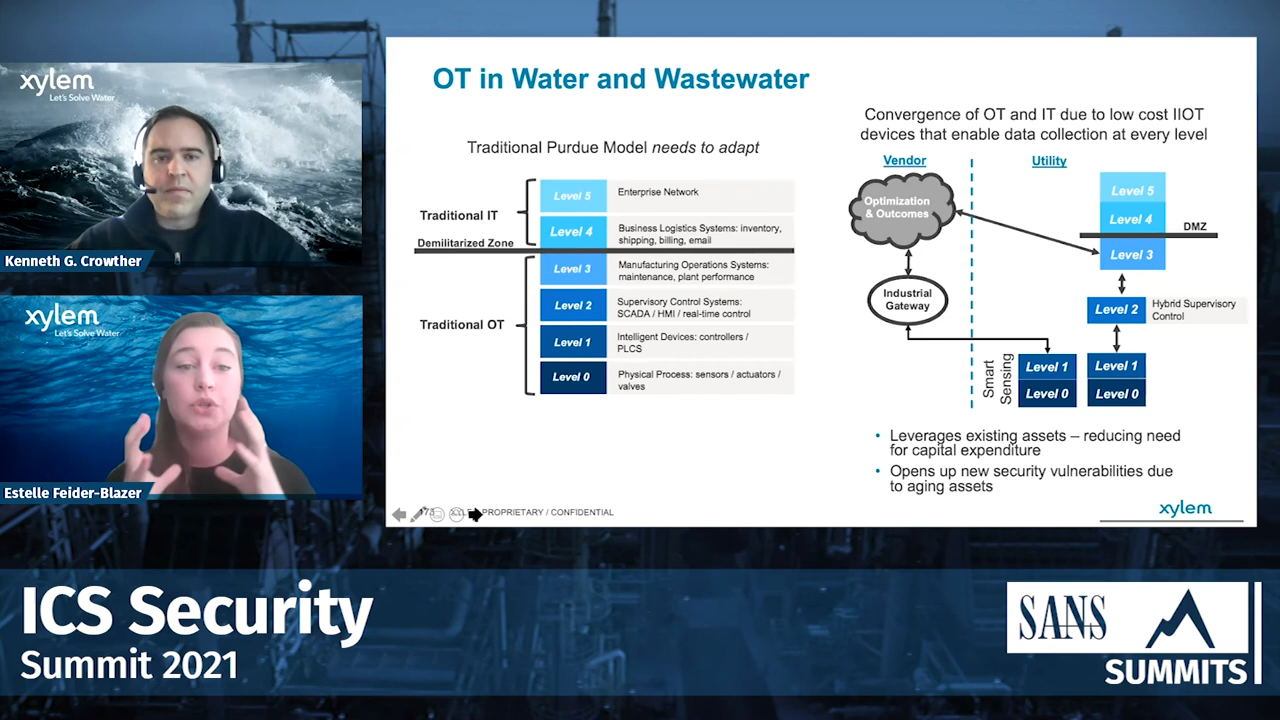 xylem
Let's Solve Water
Kenneth G. Crowther
xylem
Let's Solve Water
Estelle Feider-Blazer
OT in Water and Wastewater
Traditional Purdue Model needs to adapt
Traditional IT
Demilitarized Zone
Traditional OT
Level 5
Enterprise Network
Level 4
Business Logistics Systems: inventory,
shipping, billing, email
Level 3
Manufacturing Operations Systems:
maintenance, plant performance
Level 2
Supervisory Control Systems:
SCADA / HMI / real-time control
Level 1
Intelligent Devices: controllers /
PLCS
Level 0
Physical Process: sensors / actuators /
valves
Convergence of OT and IT due to low cost IIOT
devices that enable data collection at every level
Vendor
Utility
Optimization
& Outcomes
Industrial
Gateway
Level 5
Level 4
DMZ
Level 3
Level 2
Hybrid Supervisory
Control
Smart
Sensing
Level 1
Level 0
Level 1
Level 0
• Leverages existing assets – reducing need
for capital expenditure
• Opens up new security vulnerabilities due
to aging assets
PROPRIETARY / CONFIDENTIAL
xylem
ICS Security
Summit 2021
SANS
SUMMITS